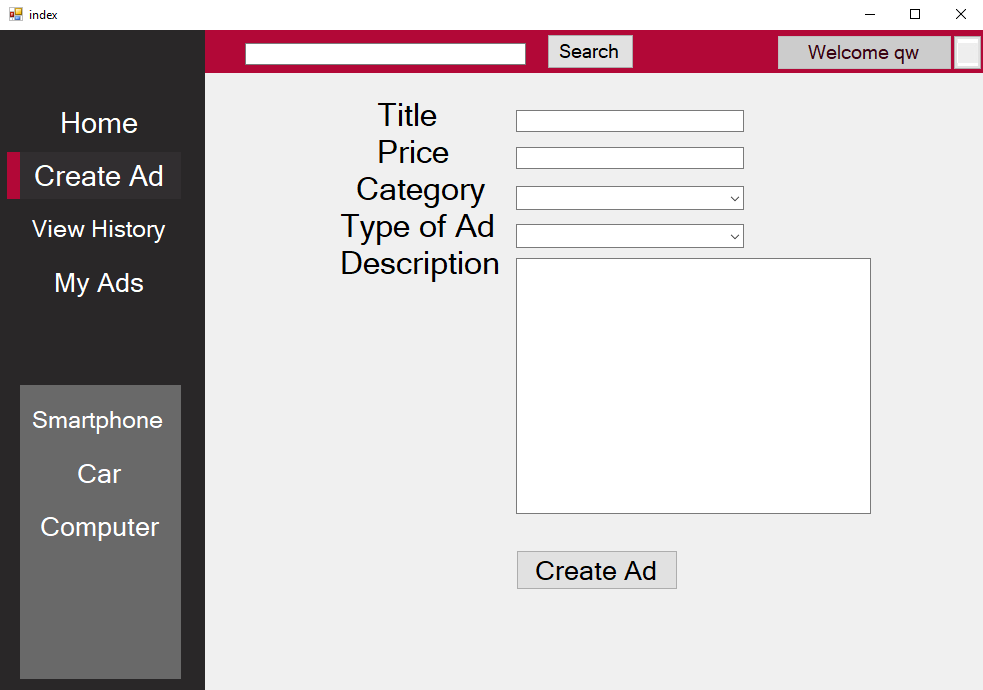 index
Search
Welcome qw
Home
Create Ad
View History
My Ads
Smartphone
Car
Computer
Title
Price
Category
Type of Ad
Description
Create Ad